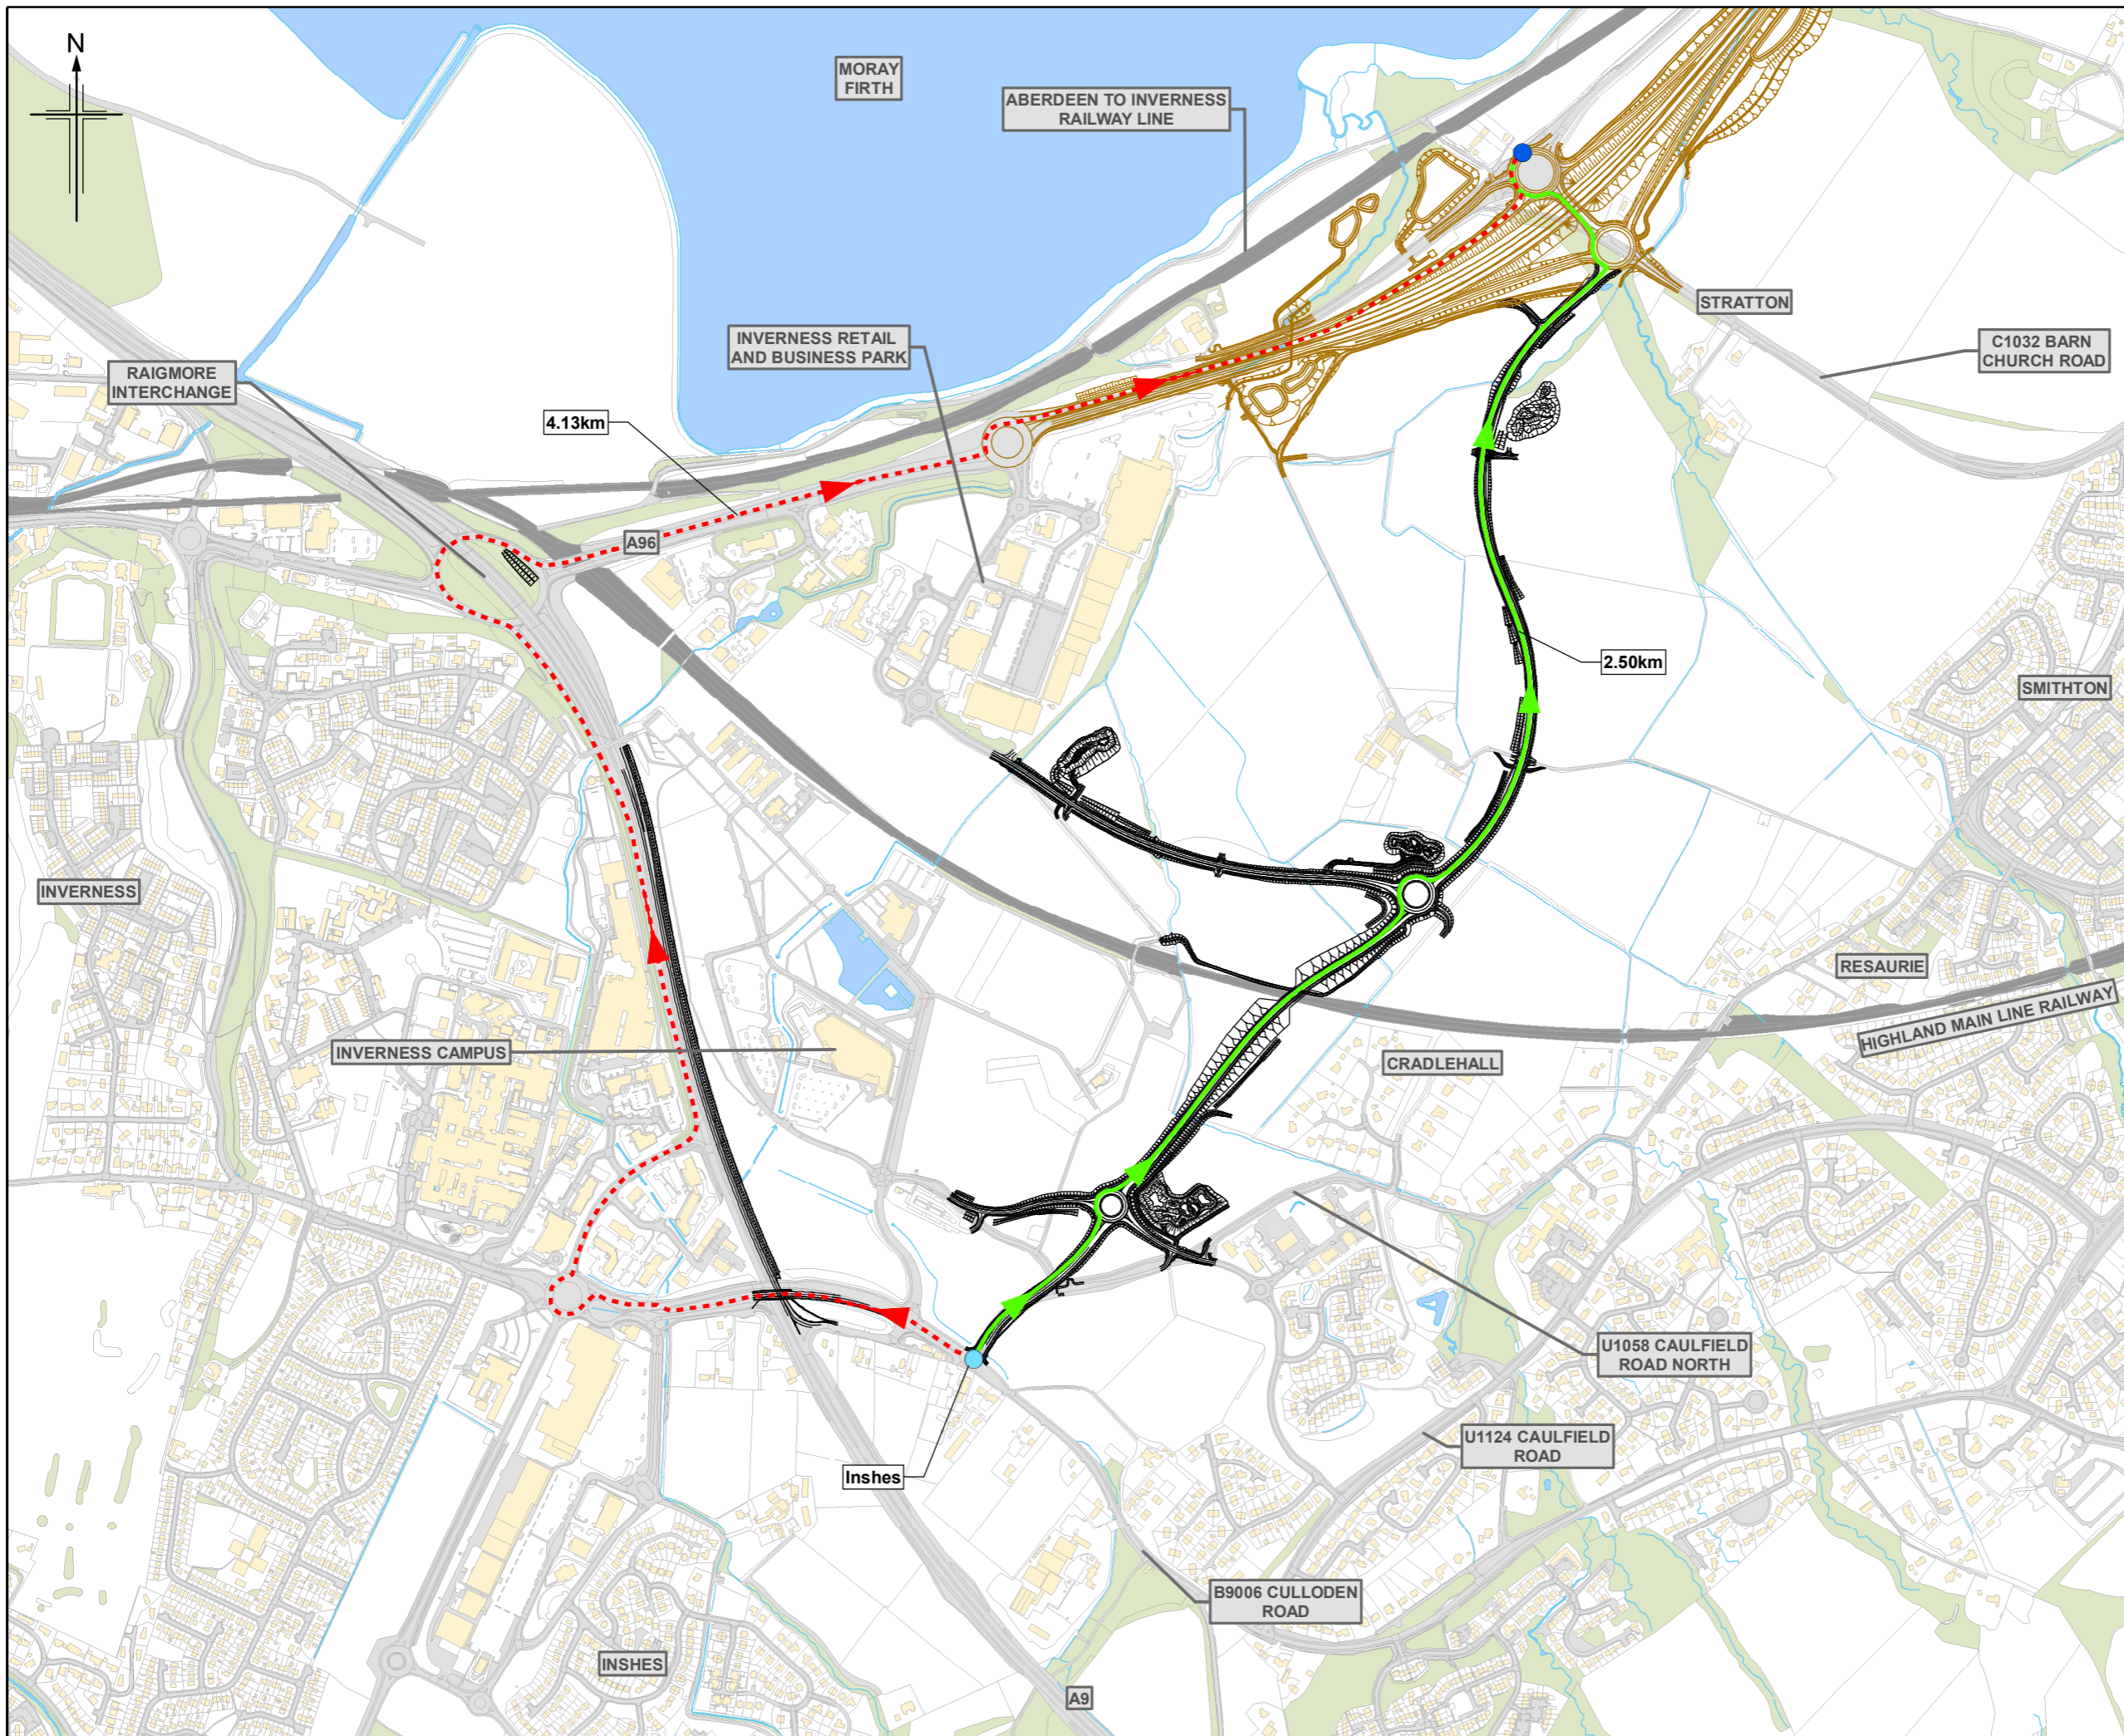 N
MORAY
FIRTH
ABERDEEN TO INVERNESS
RAILWAY LINE
STRATTON
C1032 BARN
CHURCH ROAD
INVERNESS RETAIL
AND BUSINESS PARK
RAIGMORE
INTERCHANGE
4.13km
A96
2.50km
SMITHTON
INVERNESS
RESAURIE
HIGHLAND MAIN LINE RAILWAY
INVERNESS CAMPUS
CRADLEHALL
U1058 CAULFIELD
ROAD NORTH
U1124 CAULFIELD
ROAD
Inshes
B9006 CULLODEN
ROAD
INSHES
A9